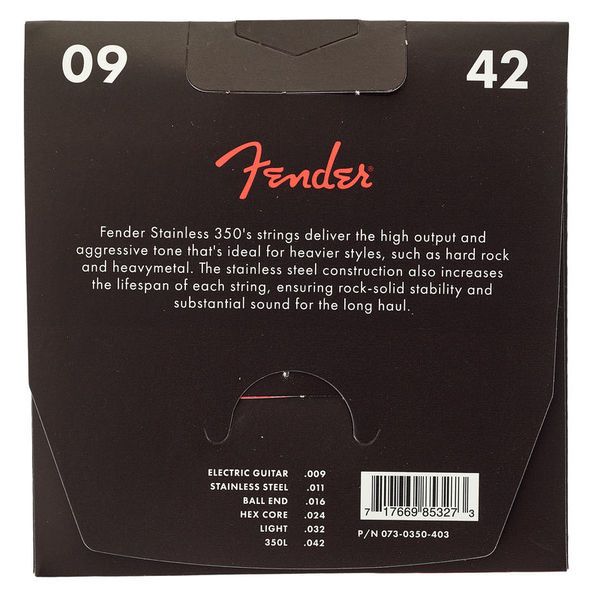 09 42
Fender®
Fender Stainless 350's strings deliver the high output and
aggressive tone that's ideal for heavier styles, such as hard rock
and heavymetal. The stainless steel construction also increases
the lifespan of each string, ensuring rock-solid stability and
substantial sound for the long haul.
ELECTRIC GUITAR .009
STAINLESS STEEL .011
BALL END .016
HEX CORE .024
LIGHT .032
350L .042
7 17669 85327 3
P/N 073-0350-403